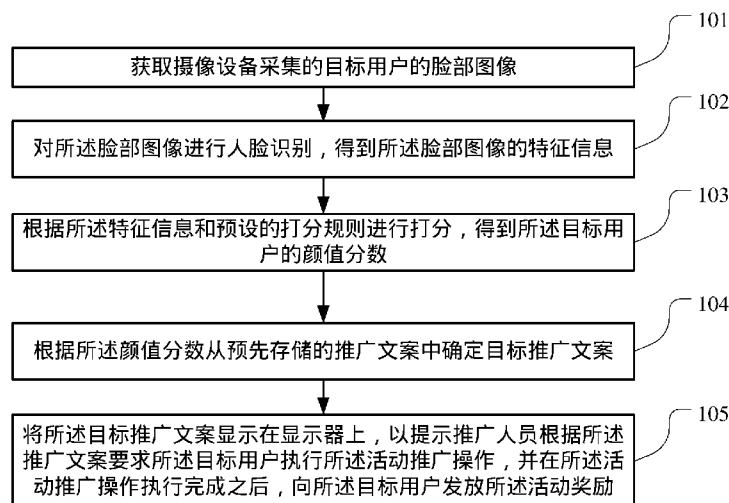 101
获取摄像设备采集的目标用户的脸部图像
102
对所述脸部图像进行人脸识别，得到所述脸部图像的特征信息
103
根据所述特征信息和预设的打分规则进行打分，得到所述目标用
户的颜值分数
104
根据所述颜值分数从预先存储的推广文案中确定目标推广文案
105
将所述目标推广文案显示在显示器上，以提示推广人员根据所述
推广文案要求所述目标用户执行所述活动推广操作，并在所述活
动推广操作执行完成之后，向所述目标用户发放所述活动奖励